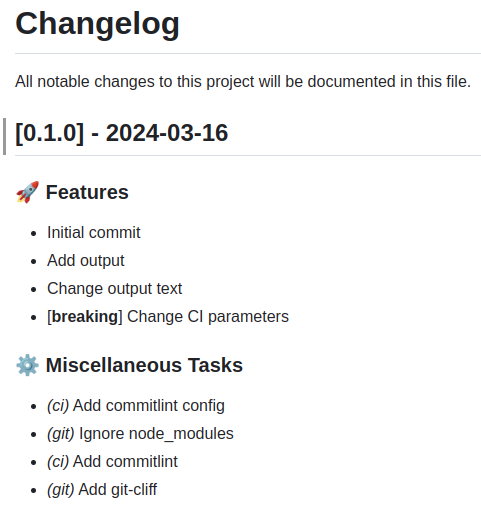 Changelog
All notable changes to this project will be documented in this file.
[0.1.0] - 2024-03-16
🚀 Features
• Initial commit
• Add output
• Change output text
• [breaking] Change CI parameters
⚙️ Miscellaneous Tasks
• (ci) Add commitlint config
• (git) Ignore node_modules
• (ci) Add commitlint
• (git) Add git-cliff